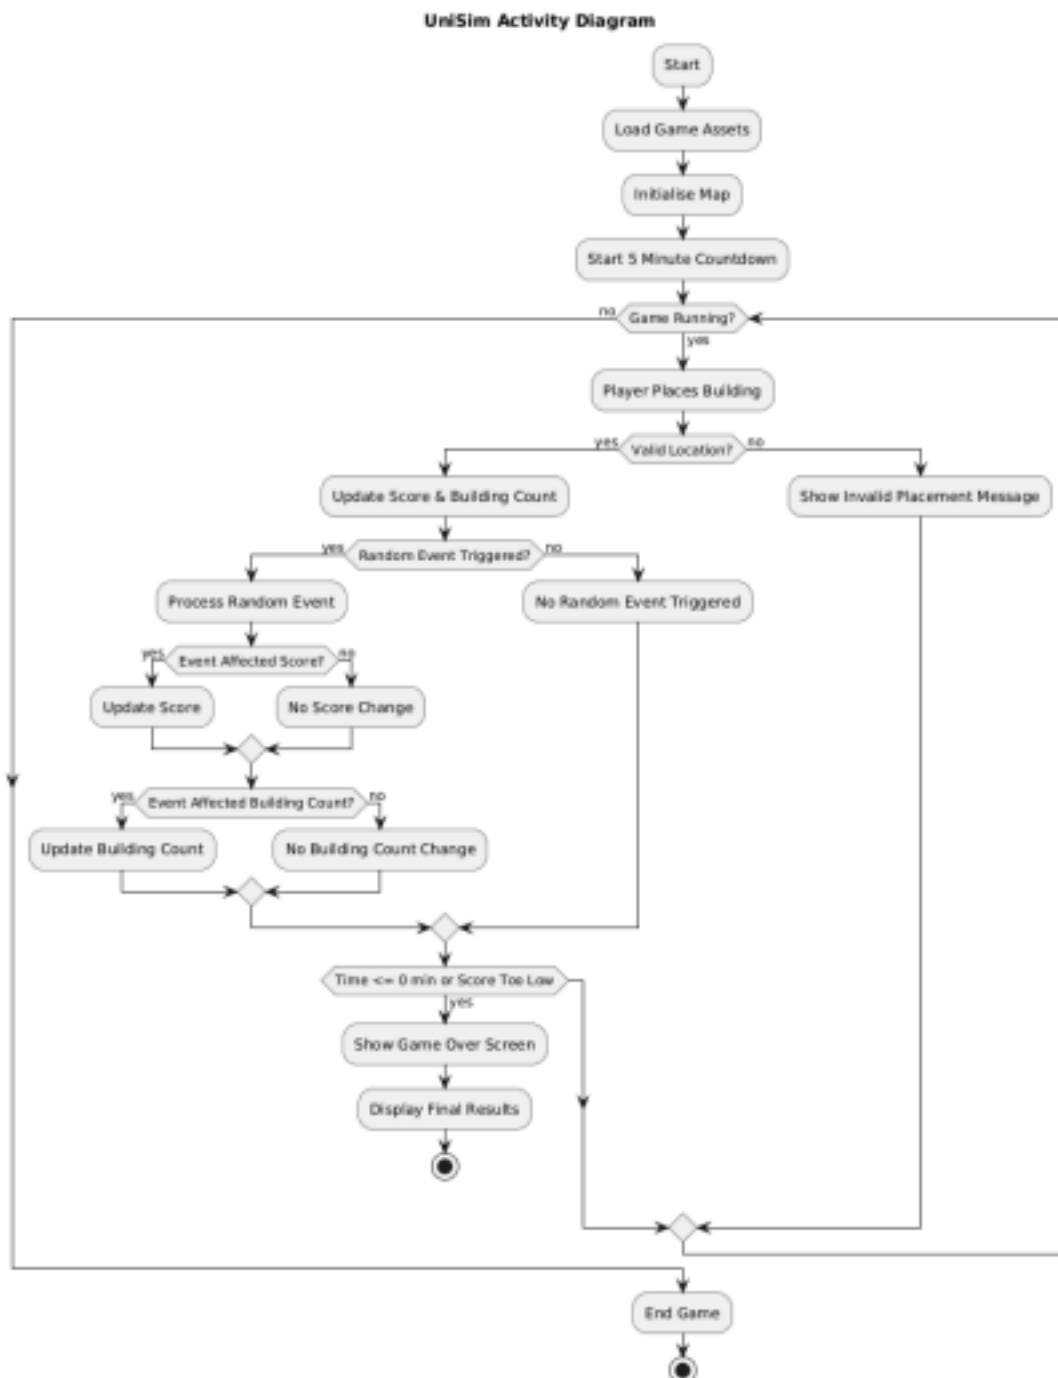 UniSim Activity Diagram
Start
Load Game Assets
Initialise Map
Start 5 Minute Countdown
no
Game Running?
yes
Player Places Building
yes
Valid Location?
no
Update Score & Building Count
Show Invalid Placement Message
yes
Random Event Triggered?
no
Process Random Event
No Random Event Triggered
yes
Event Affected Score?
no
Update Score
No Score Change
yes
Event Affected Building Count?
no
Update Building Count
No Building Count Change
Time <= 0 min or Score Too Low
yes
Show Game Over Screen
Display Final Results
End Game